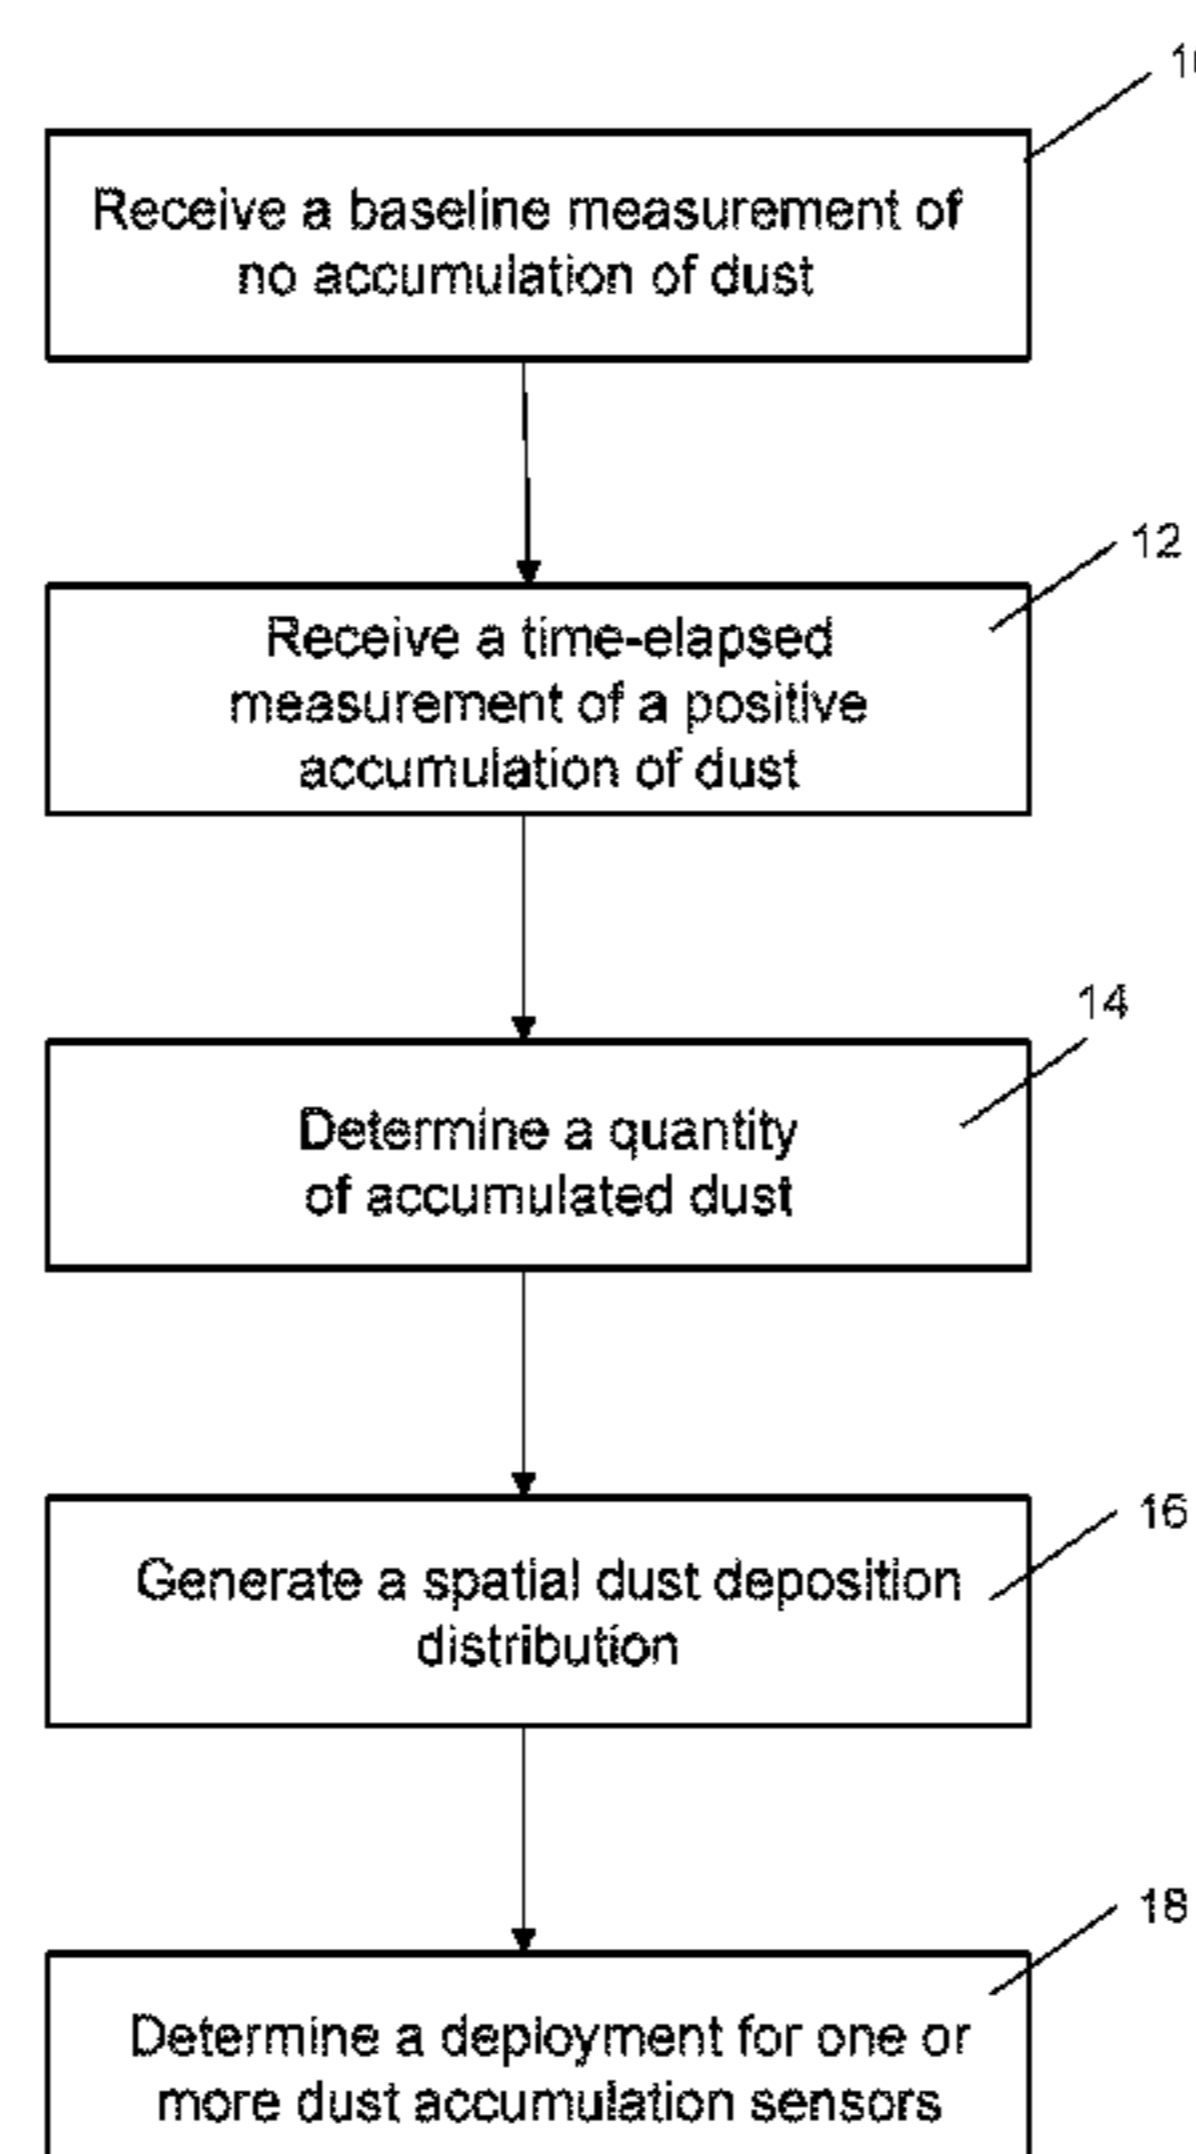 Receive a baseline measurement of
no accumulation of dust
12
Receive a time-elapsed
measurement of a positive
accumulation of dust
14
Determine a quantity
of accumulated dust
16
Generate a spatial dust deposition
distribution
18
Determine a deployment for one or
more dust accumulation sensors